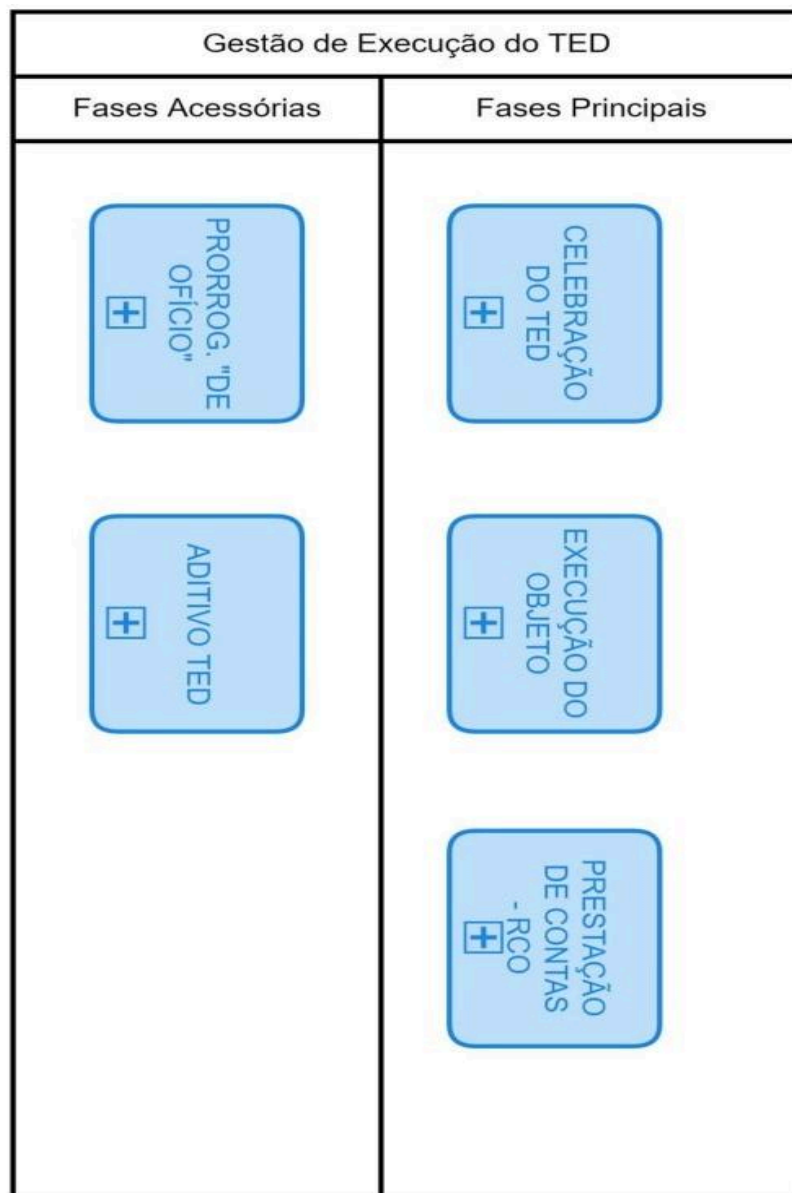 Gestão de Execução do TED
Fases Acessórias
Fases Principais
PRORROG. "DE
OFÍCIO"
ADITIVO TED
CELEBRAÇÃO
DO TED
EXECUÇÃO DO
OBJETO
PRESTAÇÃO
DE CONTAS
- RCO